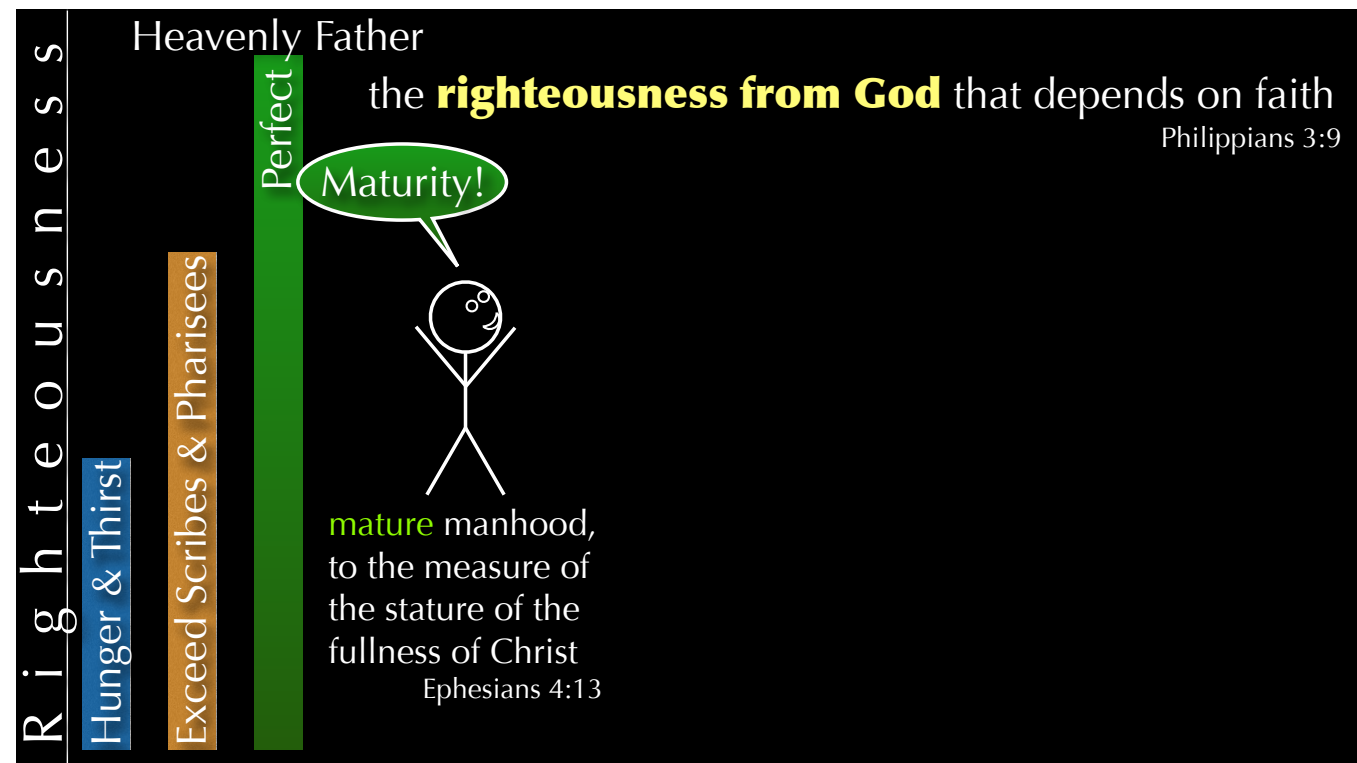 Righteousness
Heavenly Father
Hunger & Thirst
Exceed Scribes & Pharisees
Perfect
the righteousness from God that depends on faith
Philippians 3:9
Maturity!
mature manhood,
to the measure of
the stature of the
fullness of Christ
Ephesians 4:13